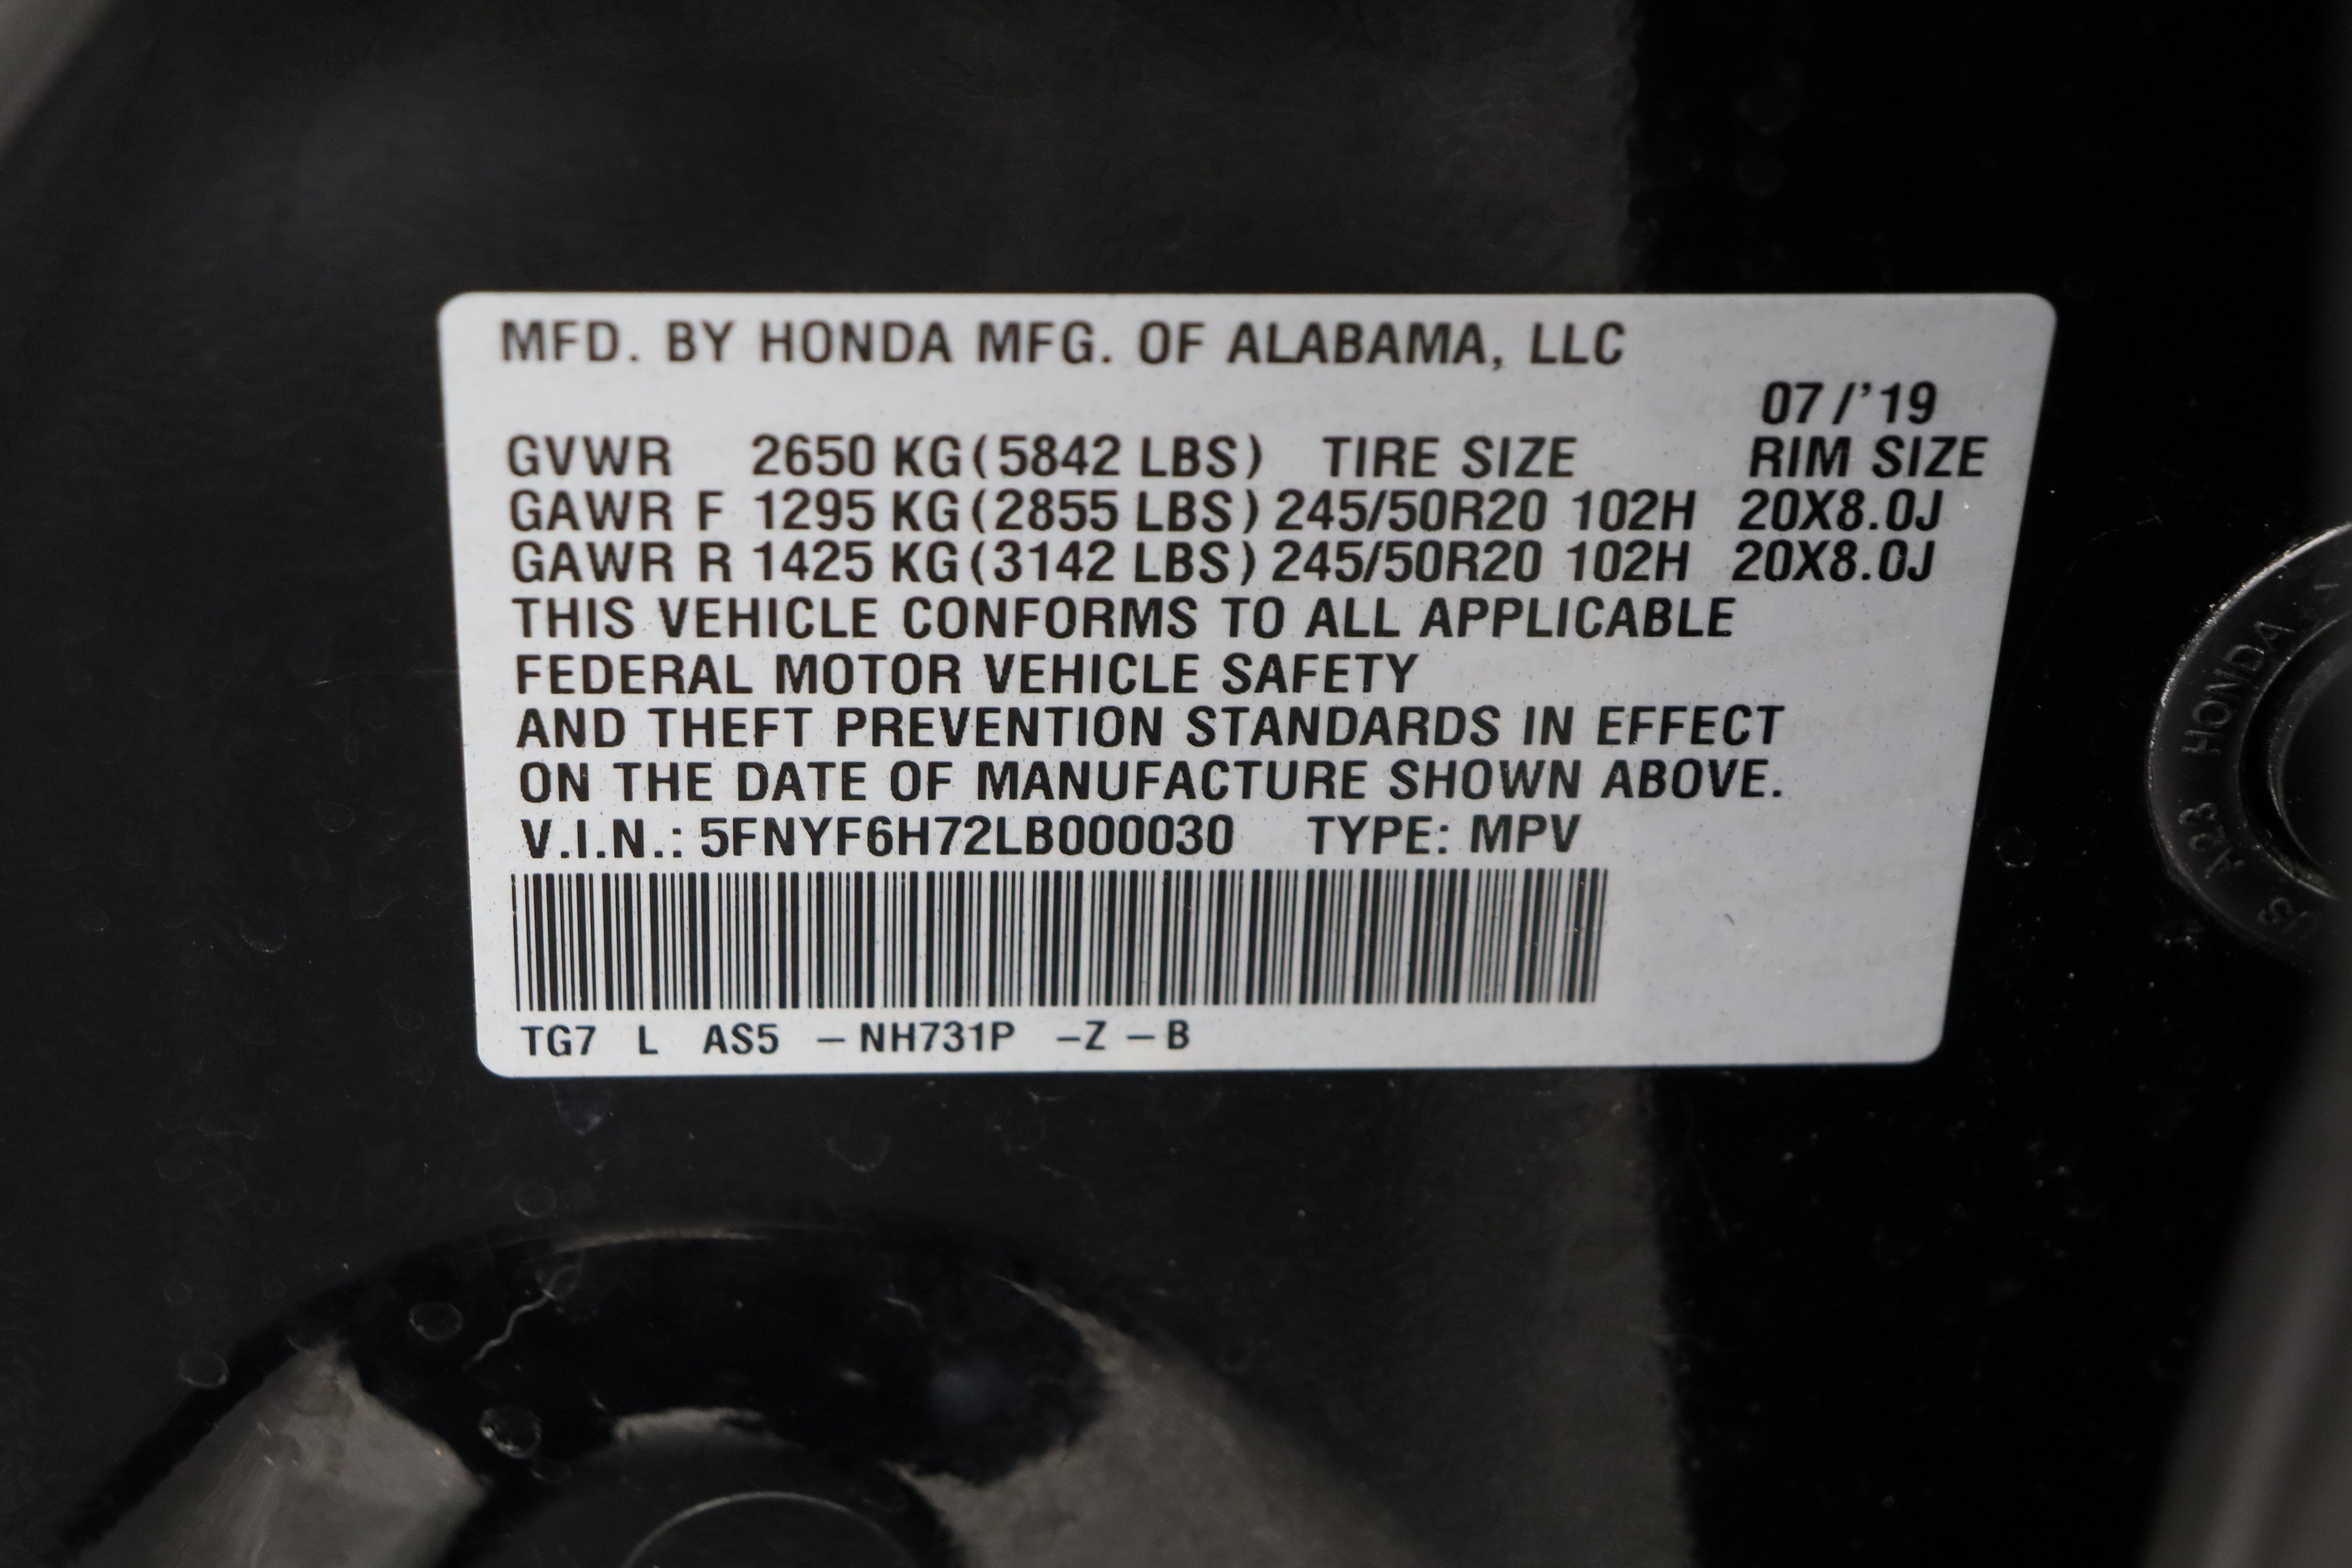 MFD. BY HONDA MFG. OF ALABAMA, LLC
07/'19
GVWR 2650 KG (5842 LBS) TIRE SIZE RIM SIZE
GAWR F 1295 KG (2855 LBS) 245/50R20 102H 20X8.0J
GAWR R 1425 KG (3142 LBS) 245/50R20 102H 20X8.0J
THIS VEHICLE CONFORMS TO ALL APPLICABLE
FEDERAL MOTOR VEHICLE SAFETY
AND THEFT PREVENTION STANDARDS IN EFFECT
ON THE DATE OF MANUFACTURE SHOWN ABOVE.
V.I.N.: 5FNYF6H72LB000030 TYPE: MPV
TG7 L AS5 – NH731P –Z – B
A23 HONDA